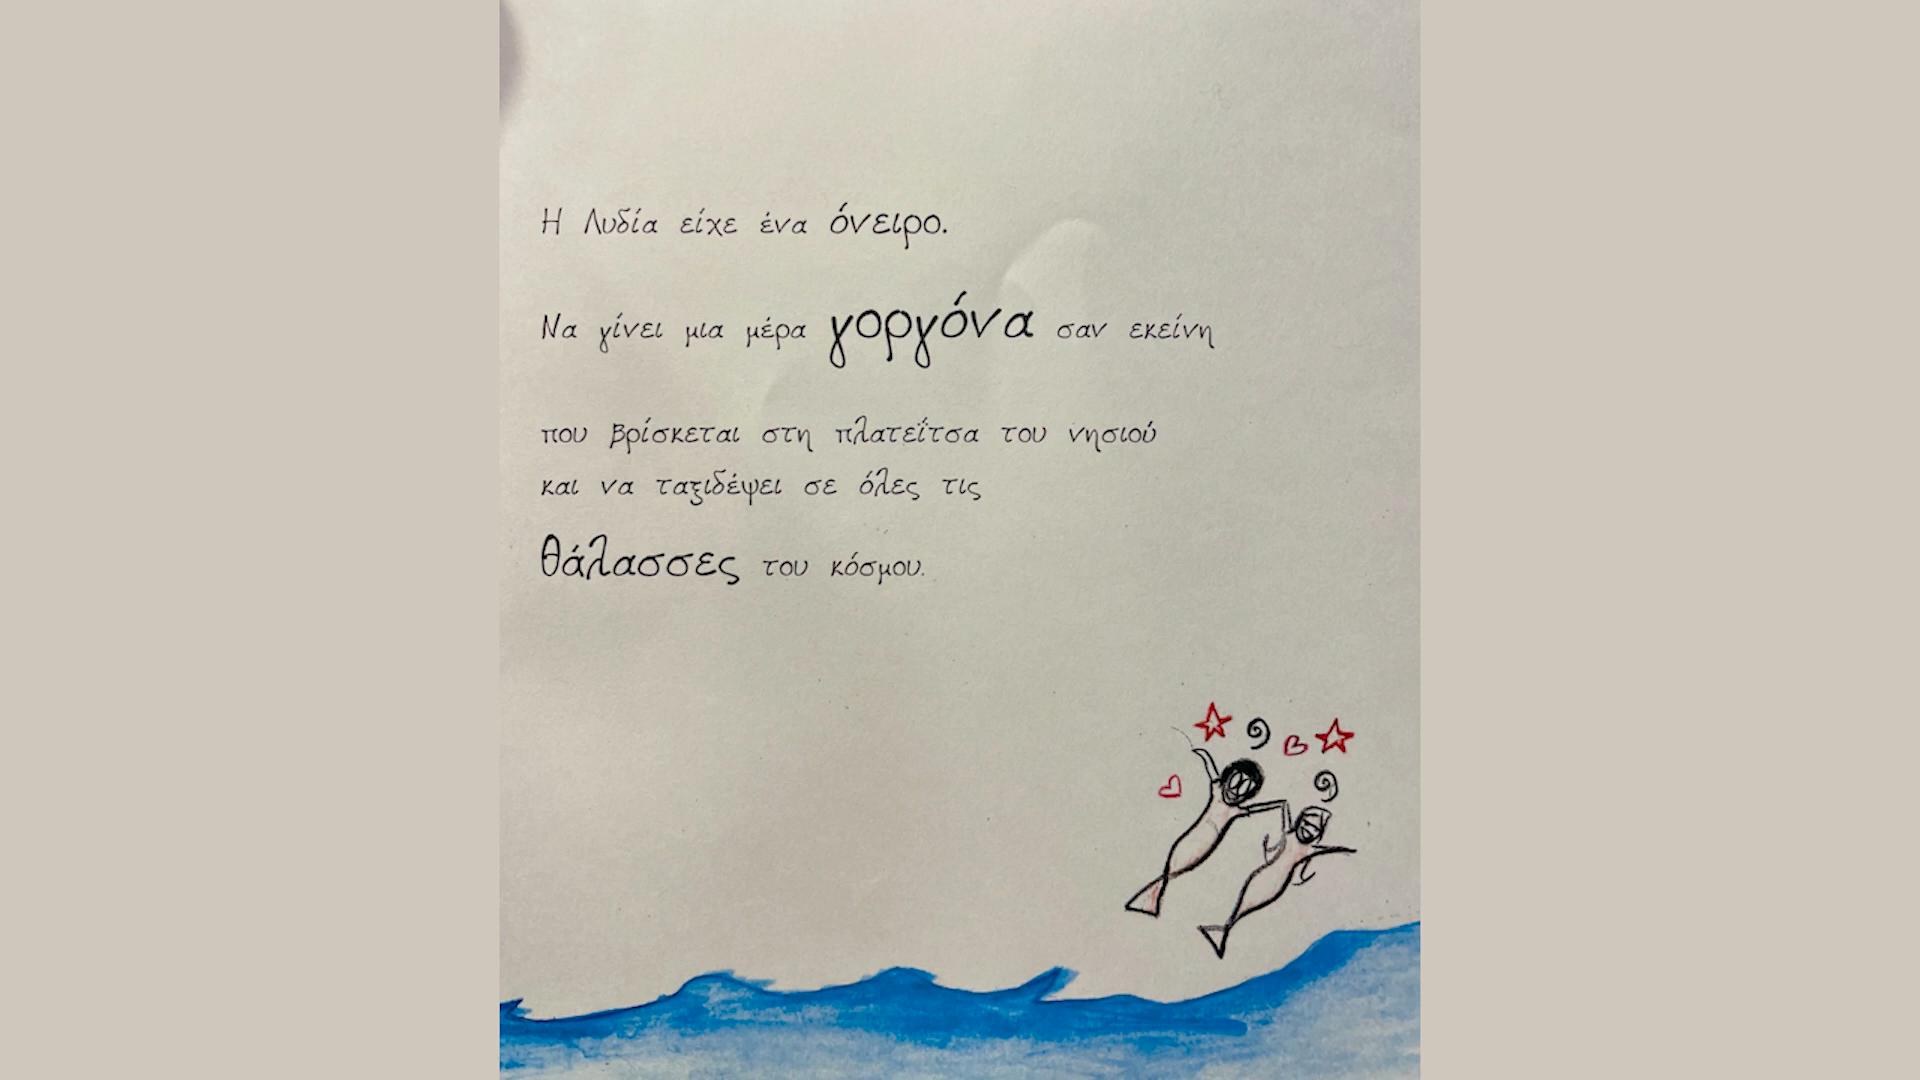 Η Λυδία είχε ένα όνειρο.
Να γίνει μια μέρα γοργόνα σαν εκείνη
που βρίσκεται στη πλατεΐτσα του νησιού
και να ταξιδέψει σε όλες τις
θάλασσες του κόσμου.